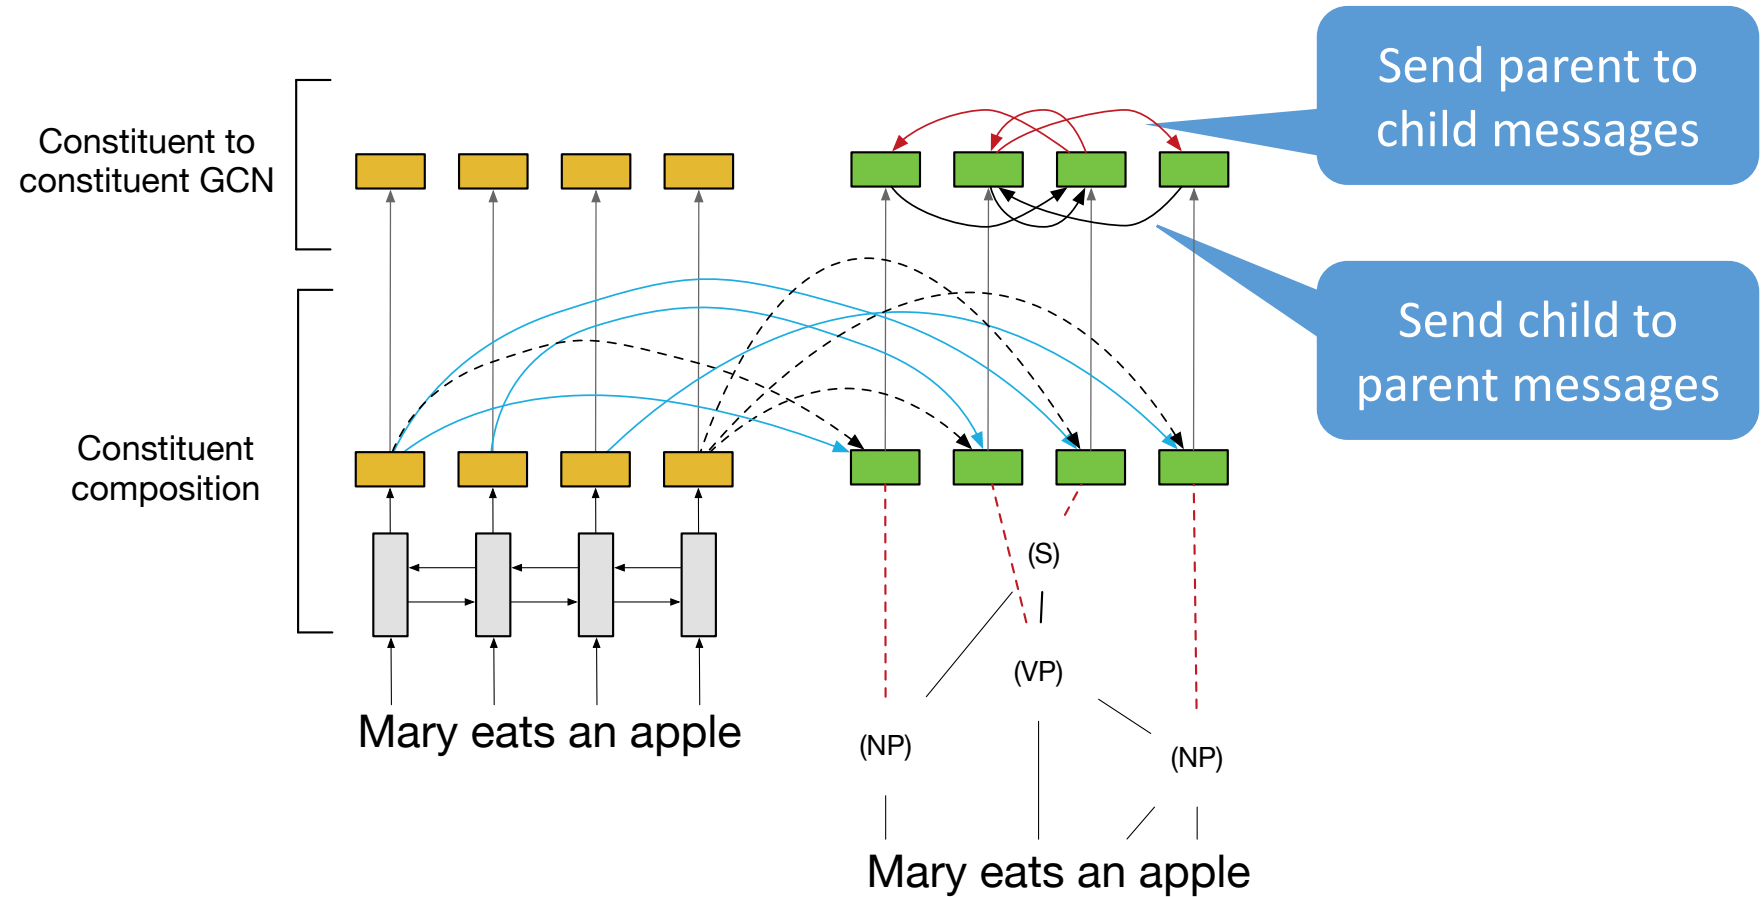 Send parent to
child messages
Constituent to
constituent GCN
Send child to
parent messages
Constituent
composition
(S)
(VP)
(NP)
(NP)
Mary eats an apple
Mary eats an apple